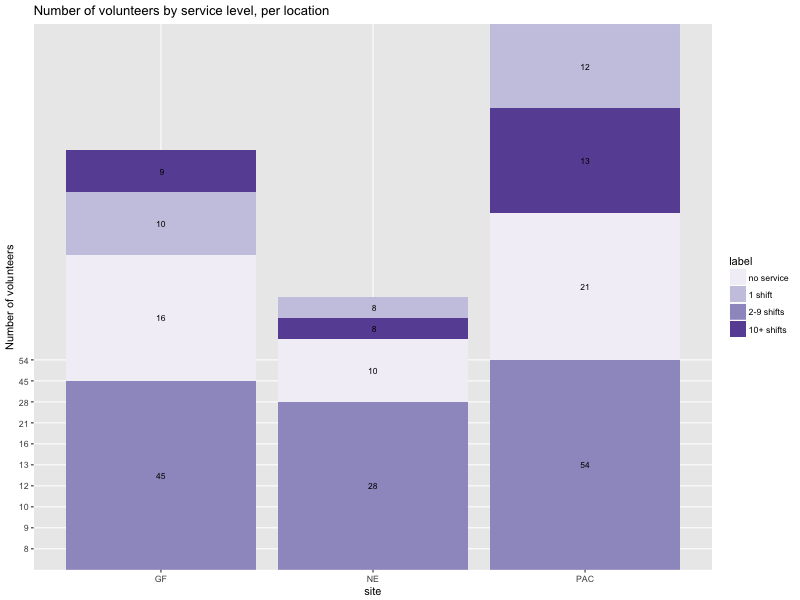 Number of volunteers by service level, per location
Number of volunteers
54
45
28
21
16
13
12
10
9
8
9
10
16
45
8
8
10
28
12
13
21
54
GF
NE
PAC
site
label
no service
1 shift
2-9 shifts
10+ shifts